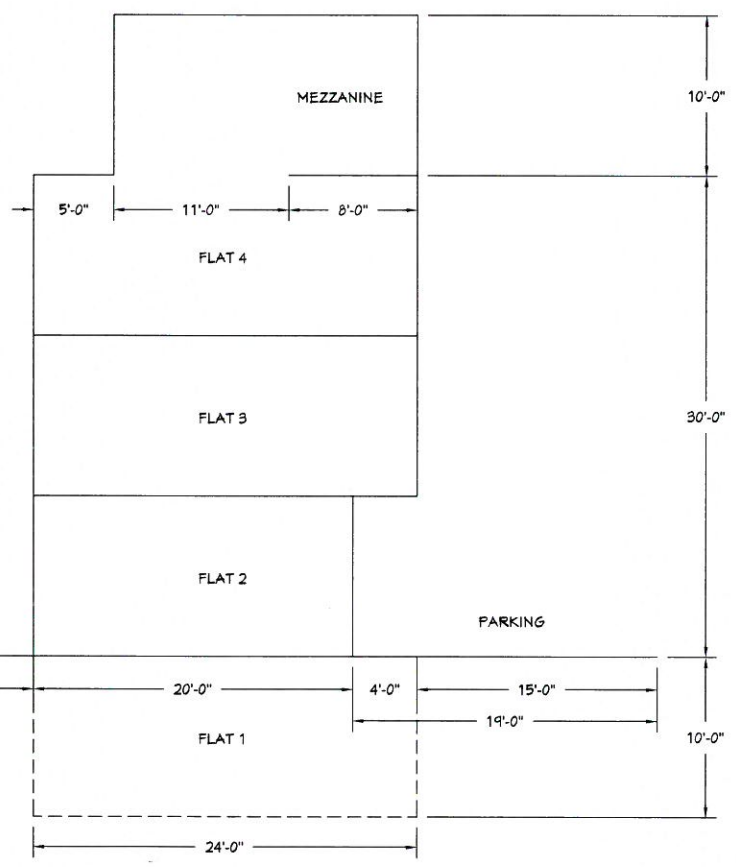 MEZZANINE
10'-0"
5'-0"
11'-0"
8'-0"
FLAT 4
FLAT 3
30'-0"
FLAT 2
PARKING
20'-0"
4'-0"
15'-0"
19'-0"
FLAT 1
10'-0"
24'-0"